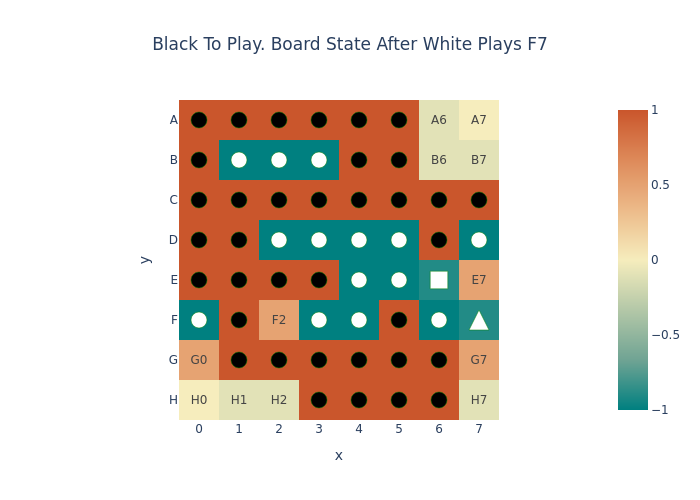 Black To Play. Board State After White Plays F7
A
A6
A7
1
B
B6
B7
C
0.5
D
y
E
E7
0
F
F2
G
G0
G7
−0.5
H
H0
H1
H2
H7
−1
0 1 2 3 4 5 6 7
x